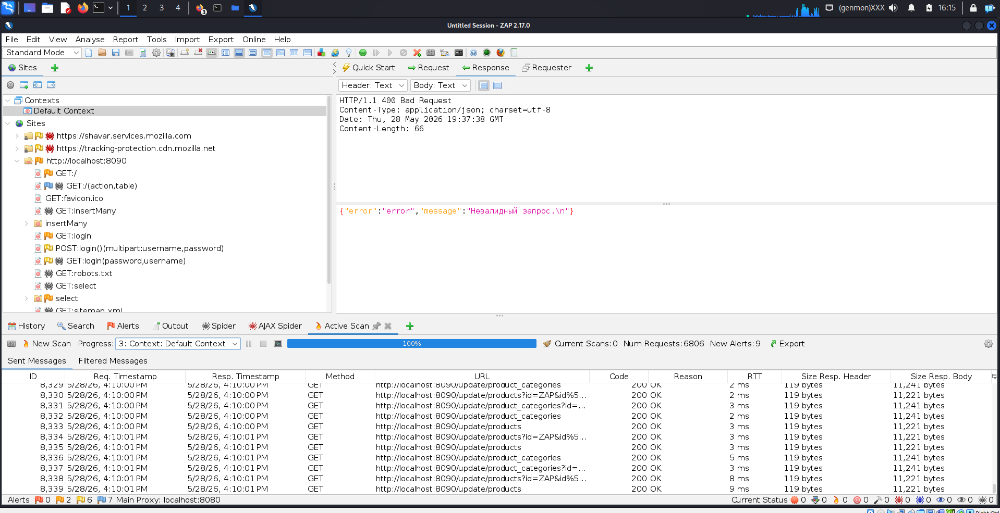 1 2 3 4 3 (genmon)XXX 16:15
Untitled Session - ZAP 2.17.0
File Edit View Analyse Report Tools Import Export Online Help
Standard Mode
Sites
Quick Start Request Response Requester
Header: Text Body: Text
Contexts
Default Context
Sites
https://shavar.services.mozilla.com
https://tracking-protection.cdn.mozilla.net
http://localhost:8090
GET:/
GET:/(action,table)
GET:favicon.ico
GET:insertMany
insertMany
GET:login
POST:login()(multipart:username,password)
GET:login(password,username)
GET:robots.txt
GET:select
select
GET:sitemap.xml
HTTP/1.1 400 Bad Request
Content-Type: application/json; charset=utf-8
Date: Thu, 28 May 2026 19:37:38 GMT
Content-Length: 66
{"error":"error","message":"Невалидный запрос.\n"}
History Search Alerts Output Spider AJAX Spider Active Scan
New Scan Progress: 3: Context: Default Context 100% Current Scans: 0 Num Requests: 6806 New Alerts: 9 Export
Sent Messages Filtered Messages
ID Req. Timestamp Resp. Timestamp Method URL Code Reason RTT Size Resp. Header Size Resp. Body
8,329 5/28/26, 4:10:00 PM 5/28/26, 4:10:00 PM GET http://localhost:8090/update/product_categories 200 OK 2 ms 119 bytes 11,241 bytes
8,330 5/28/26, 4:10:00 PM 5/28/26, 4:10:00 PM GET http://localhost:8090/update/products?id=ZAP&id%5... 200 OK 2 ms 119 bytes 11,221 bytes
8,331 5/28/26, 4:10:00 PM 5/28/26, 4:10:00 PM GET http://localhost:8090/update/product_categories?id=... 200 OK 3 ms 119 bytes 11,241 bytes
8,332 5/28/26, 4:10:00 PM 5/28/26, 4:10:00 PM GET http://localhost:8090/update/product_categories 200 OK 2 ms 119 bytes 11,241 bytes
8,333 5/28/26, 4:10:00 PM 5/28/26, 4:10:00 PM GET http://localhost:8090/update/products 200 OK 3 ms 119 bytes 11,221 bytes
8,334 5/28/26, 4:10:01 PM 5/28/26, 4:10:01 PM GET http://localhost:8090/update/products?id=ZAP&id%5... 200 OK 3 ms 119 bytes 11,221 bytes
8,335 5/28/26, 4:10:01 PM 5/28/26, 4:10:01 PM GET http://localhost:8090/update/products 200 OK 3 ms 119 bytes 11,221 bytes
8,336 5/28/26, 4:10:01 PM 5/28/26, 4:10:01 PM GET http://localhost:8090/update/product_categories 200 OK 5 ms 119 bytes 11,241 bytes
8,337 5/28/26, 4:10:01 PM 5/28/26, 4:10:01 PM GET http://localhost:8090/update/product_categories?id=... 200 OK 3 ms 119 bytes 11,241 bytes
8,338 5/28/26, 4:10:01 PM 5/28/26, 4:10:01 PM GET http://localhost:8090/update/products?id=ZAP&id%5... 200 OK 8 ms 119 bytes 11,221 bytes
8,339 5/28/26, 4:10:01 PM 5/28/26, 4:10:01 PM GET http://localhost:8090/update/products 200 OK 9 ms 119 bytes 11,221 bytes
Alerts 0 2 6 7 Main Proxy: localhost:8080 Current Status 0 0 0 0 0 0 0 0 0 0
Right Ctrl